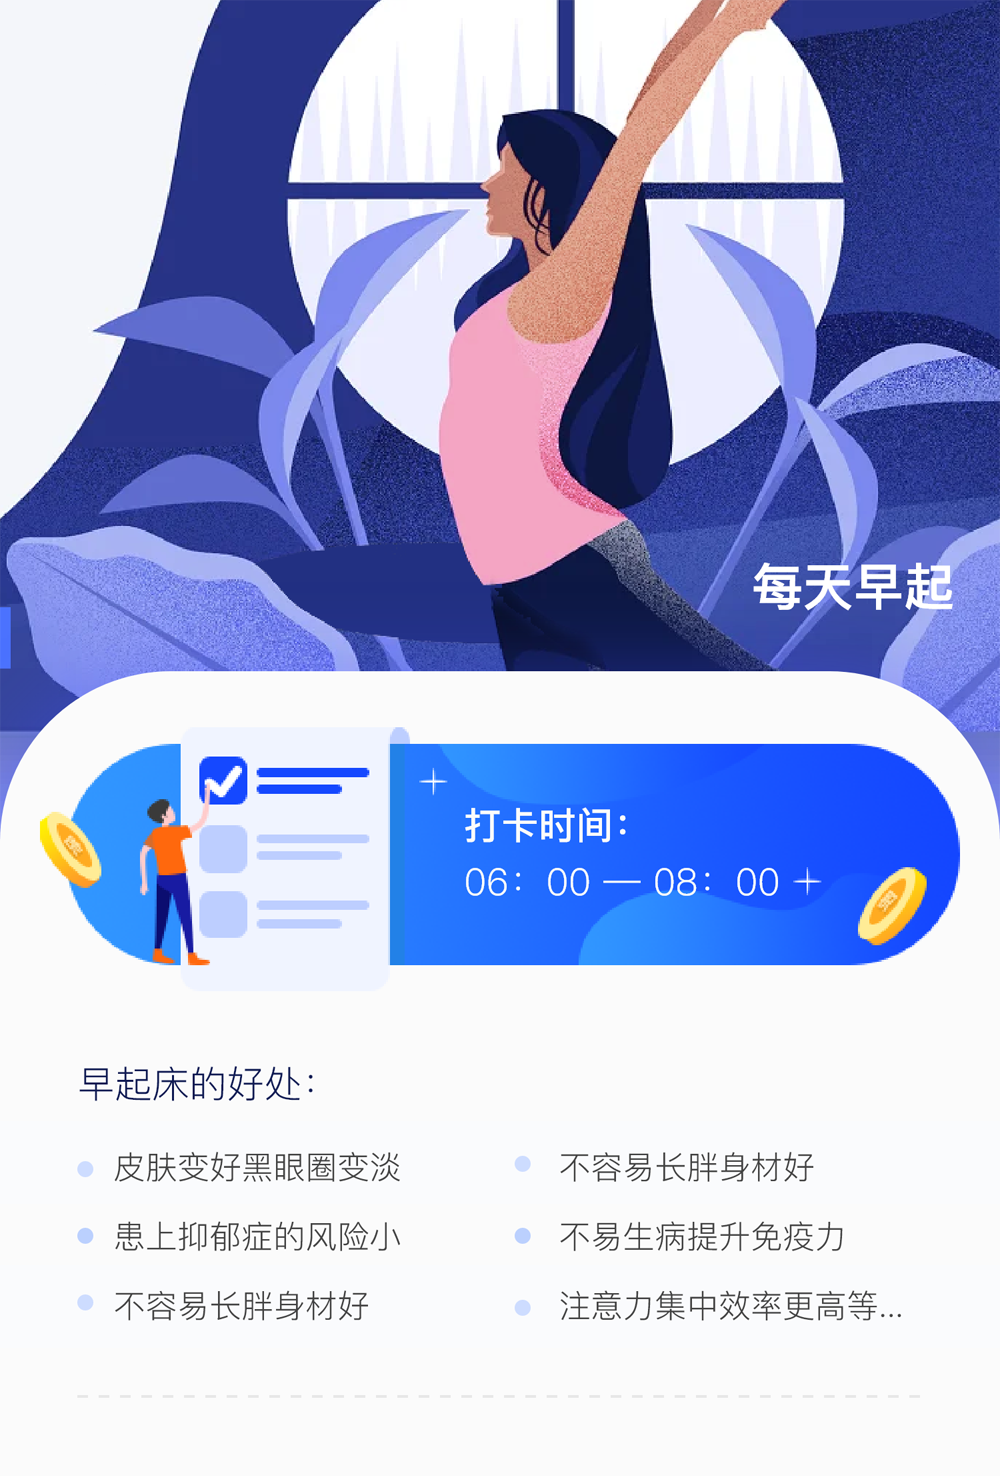 每天早起
打卡时间：
06：00 — 08：00
早起床的好处：
皮肤变好黑眼圈变淡
不容易长胖身材好
患上抑郁症的风险小
不易生病提升免疫力
不容易长胖身材好
注意力集中效率更高等...